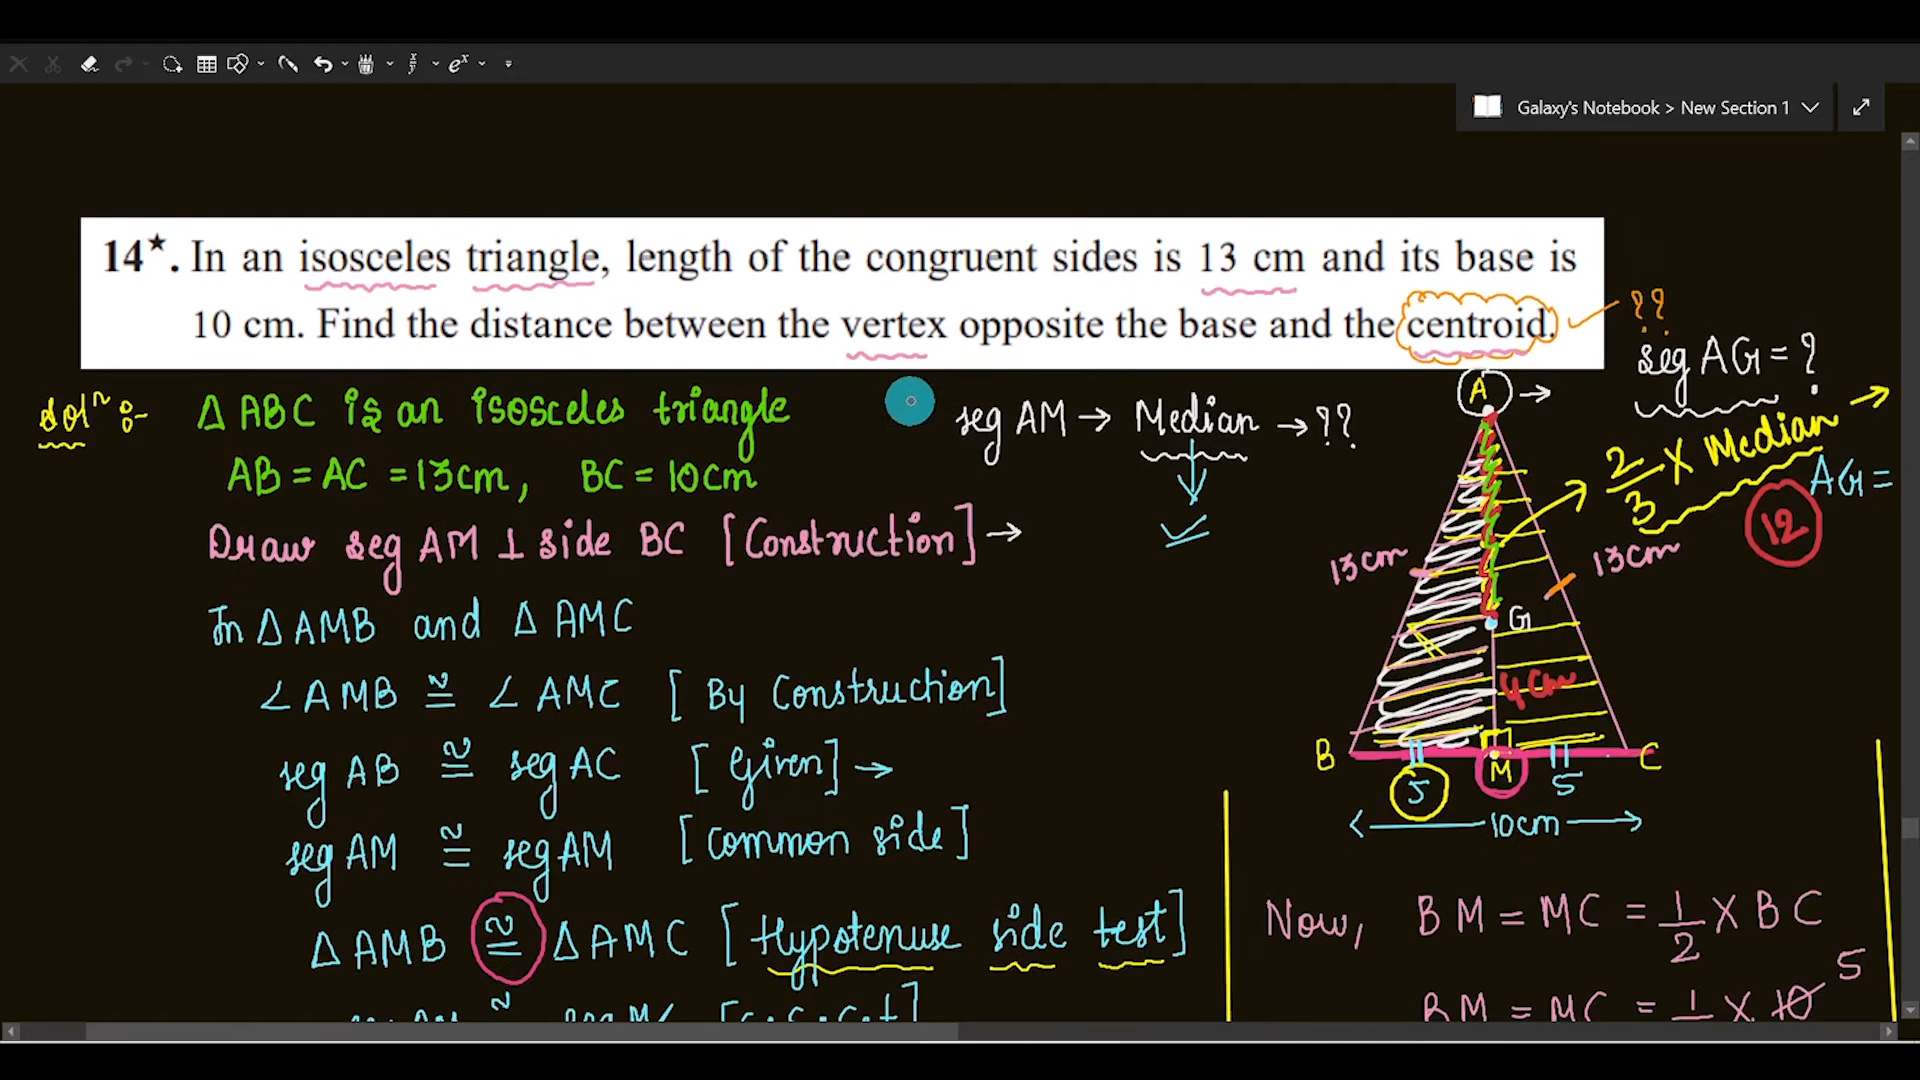 Galaxy's Notebook > New Section 1
14★. In an isosceles triangle, length of the congruent sides is 13 cm and its base is
10 cm. Find the distance between the vertex opposite the base and the centroid.
??
seg AG = ?
Solⁿ :-
Δ ABC is an isosceles triangle
AB = AC = 13cm, BC = 10cm
Draw seg AM ⊥ side BC [Construction] →
In Δ AMB and Δ AMC
∠ AMB ≅ ∠ AMC [By Construction]
seg AB ≅ seg AC [Given] →
seg AM ≅ seg AM [Common side]
Δ AMB ≅ Δ AMC [Hypotenuse side test]
seg AM → Median → ??
A →
2/3 × Median →
AG =
12
13cm
13cm
G
4cm
B
M
C
5
5
10cm
Now, BM = MC = 1/2 × BC
5
BM = MC = 1/ × 10